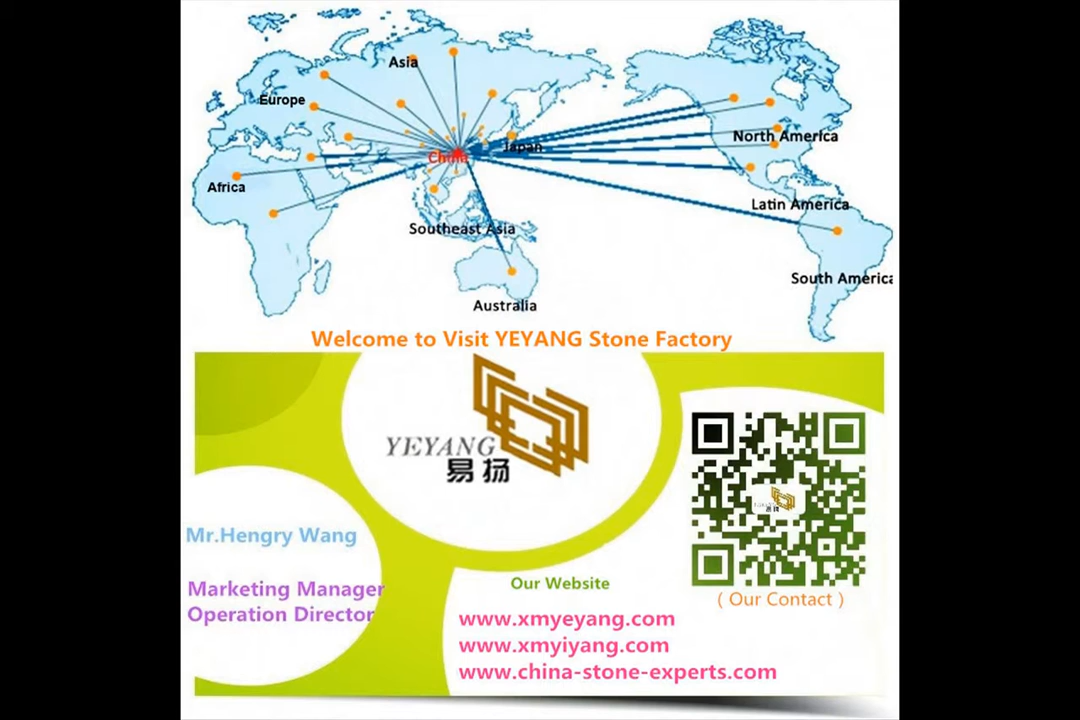 Asia
Europe
China
Japan
North America
Africa
Latin America
Southeast Asia
South America
Australia
Welcome to Visit YEYANG Stone Factory
YEYANG
易扬
Mr.Hengry Wang
Marketing Manager
Operation Director
Our Website
www.xmyeyang.com
www.xmyiyang.com
www.china-stone-experts.com
( Our Contact )